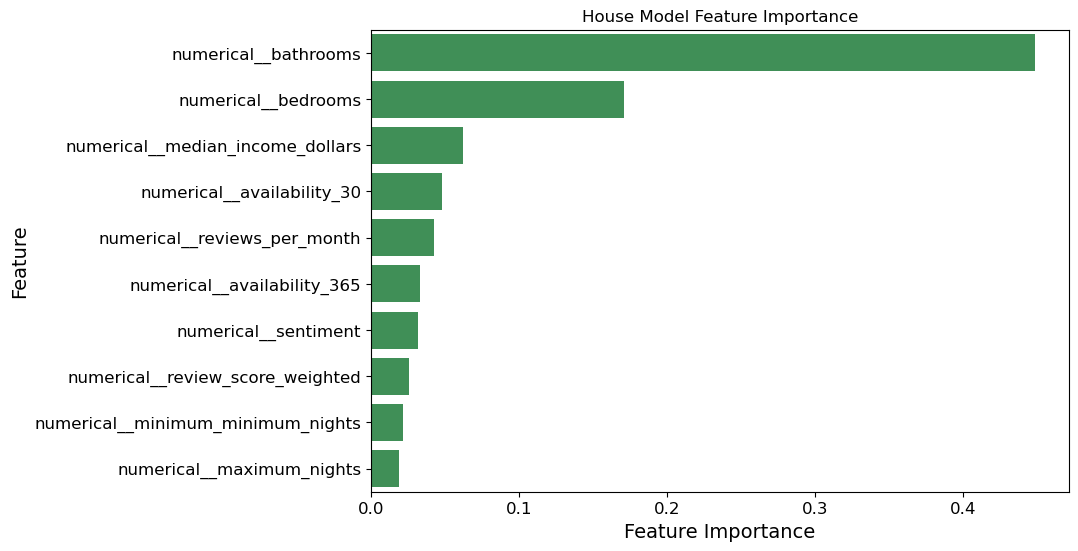 House Model Feature Importance
numerical__bathrooms
numerical__bedrooms
numerical__median_income_dollars
numerical__availability_30
numerical__reviews_per_month
numerical__availability_365
numerical__sentiment
numerical__review_score_weighted
numerical__minimum_minimum_nights
numerical__maximum_nights
Feature
0.0 0.1 0.2 0.3 0.4
Feature Importance